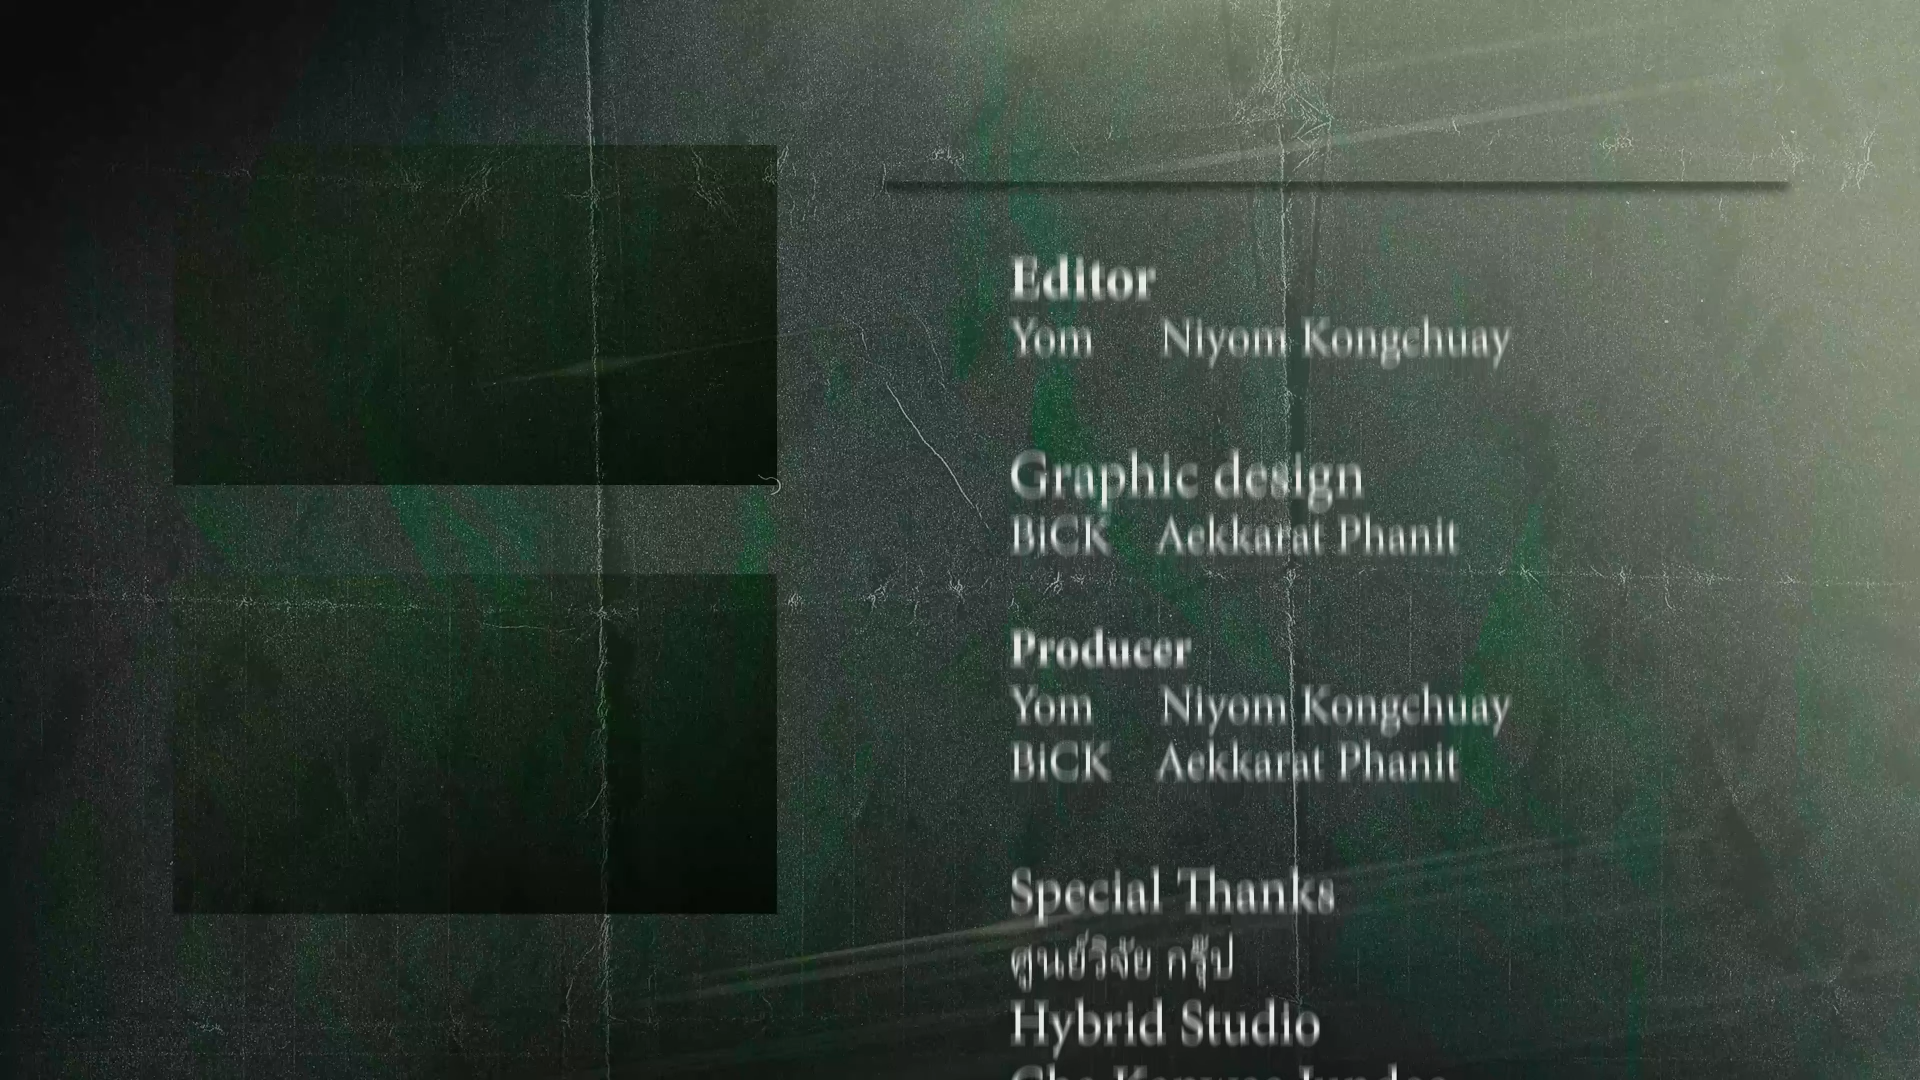 Editor
Yom Niyom Kongchuay
Graphic design
BiCK Aekkarat Phanit
Producer
Yom Niyom Kongchuay
BiCK Aekkarat Phanit
Special Thanks
ศูนย์วิจัย กรุ๊ป
Hybrid Studio